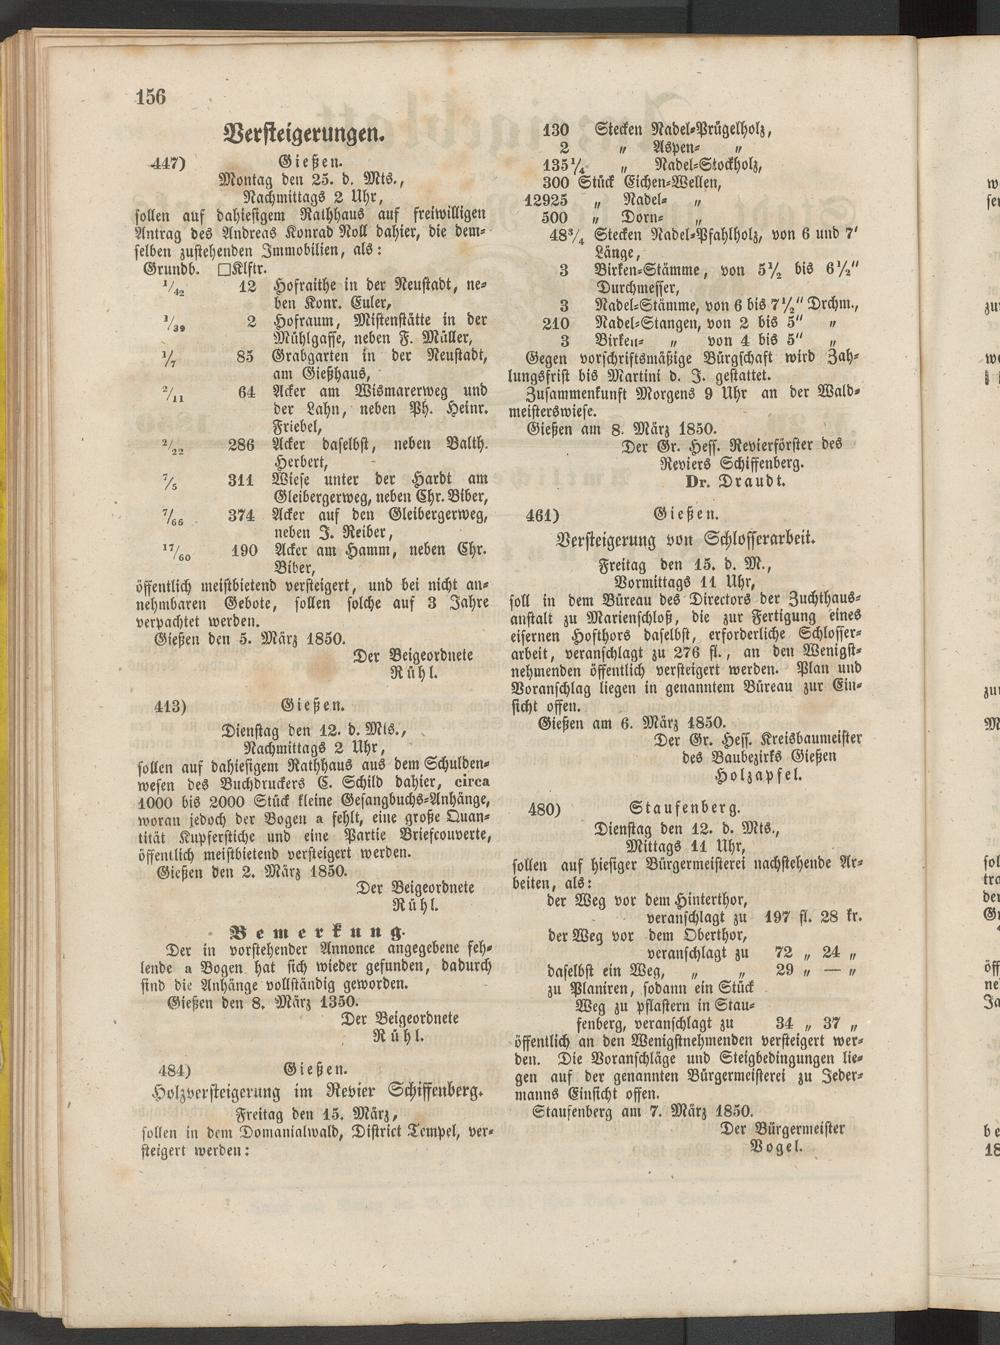 156
Versteigerungen.
447) Gießen.
Montag den 25. d. Mts.,
Nachmittags 2 Uhr,
sollen auf dahiesigem Rathhaus auf freiwilligen
Antrag des Andreas Konrad Noll dahier, die dem-
selben zustehenden Immobilien, als:
Grundb. □Klftr.
1/42 12 Hofraithe in der Neustadt, ne-
ben Konr. Euler,
1/39 2 Hofraum, Mistenstätte in der
Mühlgasse, neben F. Müller,
1/7 85 Grabgarten in der Neustadt,
am Gießhaus,
2/11 64 Acker am Wismarerweg und
der Lahn, neben Ph. Heinr.
Friebel,
2/22 286 Acker daselbst, neben Balth.
Herbert,
7/5 311 Wiese unter der Hardt am
Gleibergerweg, neben Chr. Biber,
7/66 374 Acker auf den Gleibergerweg,
neben J. Reiber,
17/60 190 Acker am Hamm, neben Chr.
Biber,
öffentlich meistbietend versteigert, und bei nicht an-
nehmbaren Gebote, sollen solche auf 3 Jahre
verpachtet werden.
Gießen den 5. März 1850.
Der Beigeordnete
Rühl.
413) Gießen.
Dienstag den 12. d. Mts.,
Nachmittags 2 Uhr,
sollen auf dahiesigem Rathhaus aus dem Schulden-
wesen des Buchdruckers C. Schild dahier, circa
1000 bis 2000 Stück kleine Gesangbuchs-Anhänge,
woran jedoch der Bogen a fehlt, eine große Quan-
tität Kupferstiche und eine Partie Briefcouverte,
öffentlich meistbietend versteigert werden.
Gießen den 2. März 1850.
Der Beigeordnete
Rühl.
Bemerkung.
Der in vorstehender Annonce angegebene feh-
lende a Bogen hat sich wieder gefunden, dadurch
sind die Anhänge vollständig geworden.
Gießen den 8. März 1350.
Der Beigeordnete
Rühl.
484) Gießen.
Holzversteigerung im Revier Schiffenberg.
Freitag den 15. März,
sollen in dem Domanialwald, District Tempel, ver-
steigert werden:
130 Stecken Nadel-Prügelholz,
2 „ Aspen- „
135 1/4 „ Nadel-Stockholz,
300 Stück Eichen-Wellen,
12925 „ Nadel- „
500 „ Dorn- „
48 3/4 Stecken Nadel-Pfahlholz, von 6 und 7'
Länge,
3 Birken-Stämme, von 5 1/2 bis 6 1/2"
Durchmesser,
3 Nadel-Stämme, von 6 bis 7 1/2" Drchm.,
210 Nadel-Stangen, von 2 bis 5" „
3 Birken- „ von 4 bis 5" „
Gegen vorschriftsmäßige Bürgschaft wird Zah-
lungsfrist bis Martini d. J. gestattet.
Zusammenkunft Morgens 9 Uhr an der Wald-
meisterswiese.
Gießen am 8. März 1850.
Der Gr. Hess. Revierförster des
Reviers Schiffenberg.
Dr. Draudt.
461) Gießen.
Versteigerung von Schlosserarbeit.
Freitag den 15. d. M.,
Vormittags 11 Uhr,
soll in dem Büreau des Directors der Zuchthaus-
anstalt zu Marienschloß, die zur Fertigung eines
eisernen Hofthors daselbst, erforderliche Schlosser-
arbeit, veranschlagt zu 276 fl., an den Wenigst-
nehmenden öffentlich versteigert werden. Plan und
Voranschlag liegen in genanntem Büreau zur Ein-
sicht offen.
Gießen am 6. März 1850.
Der Gr. Hess. Kreisbaumeister
des Baubezirks Gießen
Holzapfel.
480) Staufenberg.
Dienstag den 12. d. Mts.,
Mittags 11 Uhr,
sollen auf hiesiger Bürgermeisterei nachstehende Ar-
beiten, als:
der Weg vor dem Hinterthor,
veranschlagt zu 197 fl. 28 kr.
der Weg vor dem Oberthor,
veranschlagt zu 72 „ 24 „
daselbst ein Weg, „ „ 29 „ — „
zu Planiren, sodann ein Stück
Weg zu pflastern in Stau-
fenberg, veranschlagt zu 34 „ 37 „
öffentlich an den Wenigstnehmenden versteigert wer-
den. Die Voranschläge und Steigbedingungen lie-
gen auf der genannten Bürgermeisterei zu Jeder-
manns Einsicht offen.
Staufenberg am 7. März 1850.
Der Bürgermeister
Vogel.